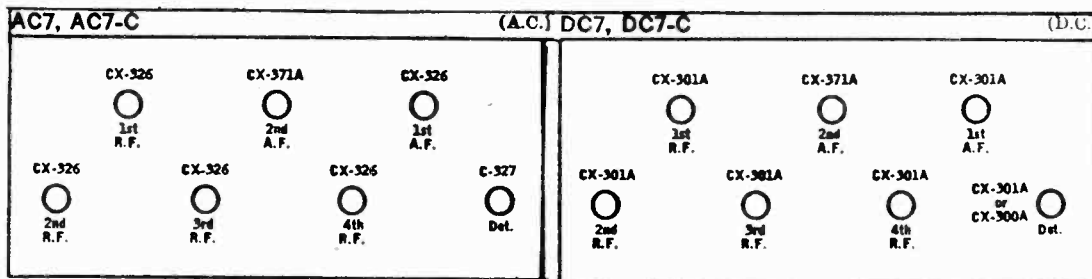 AC7, AC7-C (A.C.)
CX-326 CX-371A CX-326
1st 2nd 1st
R.F. A.F. A.F.
CX-326 CX-326 CX-326 C-327
2nd 3rd 4th Det.
R.F. R.F. R.F.
DC7, DC7-C (D.C.
CX-301A CX-371A CX-301A
1st 2nd 1st
R.F. A.F. A.F.
CX-301A CX-301A CX-301A CX-301A
or
CX-300A
2nd 3rd 4th Det.
R.F. R.F. R.F.